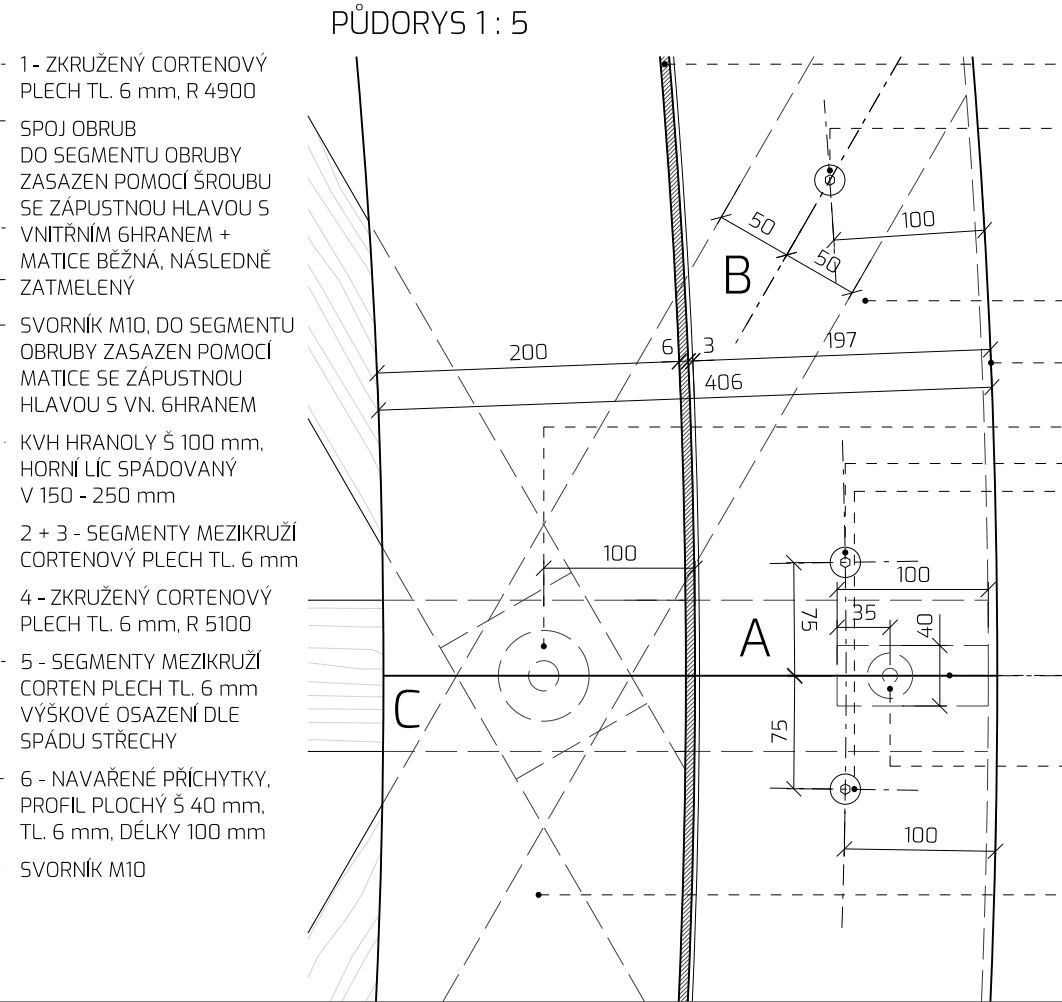 PŮDORYS 1 : 5
1 - ZKRUŽENÝ CORTENOVÝ
PLECH TL. 6 mm, R 4900
SPOJ OBRUB
DO SEGMENTU OBRUBY
ZASAZEN POMOCÍ ŠROUBU
SE ZÁPUSTNOU HLAVOU S
VNITŘNÍM 6HRANEM +
MATICE BĚŽNÁ, NÁSLEDNĚ
ZATMELENÝ
SVORNÍK M10, DO SEGMENTU
OBRUBY ZASAZEN POMOCÍ
MATICE SE ZÁPUSTNOU
HLAVOU S VN. 6HRANEM
KVH HRANOLY Š 100 mm,
HORNÍ LÍC SPÁDOVANÝ
V 150 - 250 mm
2 + 3 - SEGMENTY MEZIKRUŽÍ
CORTENOVÝ PLECH TL. 6 mm
4 - ZKRUŽENÝ CORTENOVÝ
PLECH TL. 6 mm, R 5100
5 - SEGMENTY MEZIKRUŽÍ
CORTEN PLECH TL. 6 mm
VÝŠKOVÉ OSAZENÍ DLE
SPÁDU STŘECHY
6 - NAVAŘENÉ PŘÍCHYTKY,
PROFIL PLOCHÝ Š 40 mm,
TL. 6 mm, DÉLKY 100 mm
SVORNÍK M10
50
100
50
B
200
6
3
197
406
100
100
75
35
40
A
C
75
100